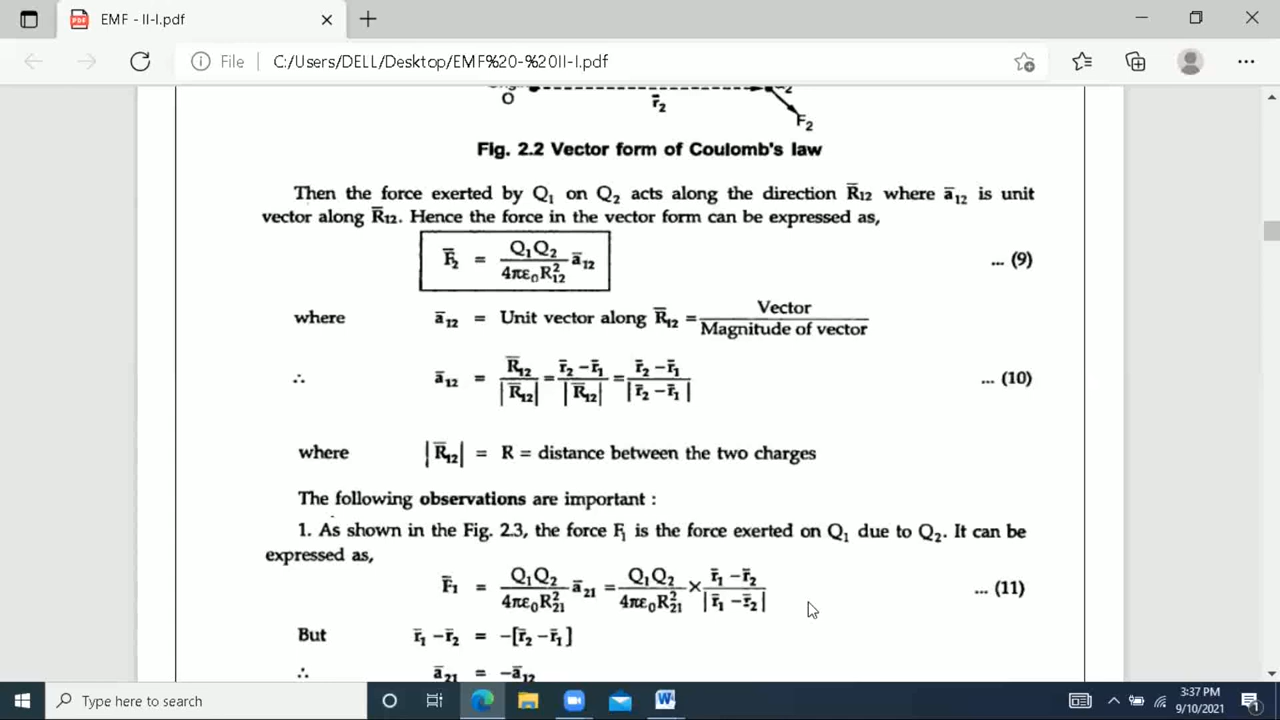 EMF - II-I.pdf
File C:/Users/DELL/Desktop/EMF%20-%20II-I.pdf
O r̄₂ F₂
Fig. 2.2 Vector form of Coulomb's law
Then the force exerted by Q₁ on Q₂ acts along the direction R̄₁₂ where ā₁₂ is unit
vector along R̄₁₂. Hence the force in the vector form can be expressed as,
F̄₂ = Q₁Q₂ / 4πε₀R₁₂² ā₁₂ ... (9)
where ā₁₂ = Unit vector along R̄₁₂ = Vector / Magnitude of vector
∴ ā₁₂ = R̄₁₂ / |R̄₁₂| = r̄₂ − r̄₁ / |R̄₁₂| = r̄₂ − r̄₁ / |r̄₂ − r̄₁| ... (10)
where |R̄₁₂| = R = distance between the two charges
The following observations are important :
1. As shown in the Fig. 2.3, the force F̄₁ is the force exerted on Q₁ due to Q₂. It can be
expressed as,
F̄₁ = Q₁Q₂ / 4πε₀R₂₁² ā₂₁ = Q₁Q₂ / 4πε₀R₂₁² × r̄₁ − r̄₂ / |r̄₁ − r̄₂| ... (11)
But r̄₁ − r̄₂ = −[r̄₂ − r̄₁]
∴ ā₂₁ = −ā₁₂
Type here to search
3:37 PM
9/10/2021